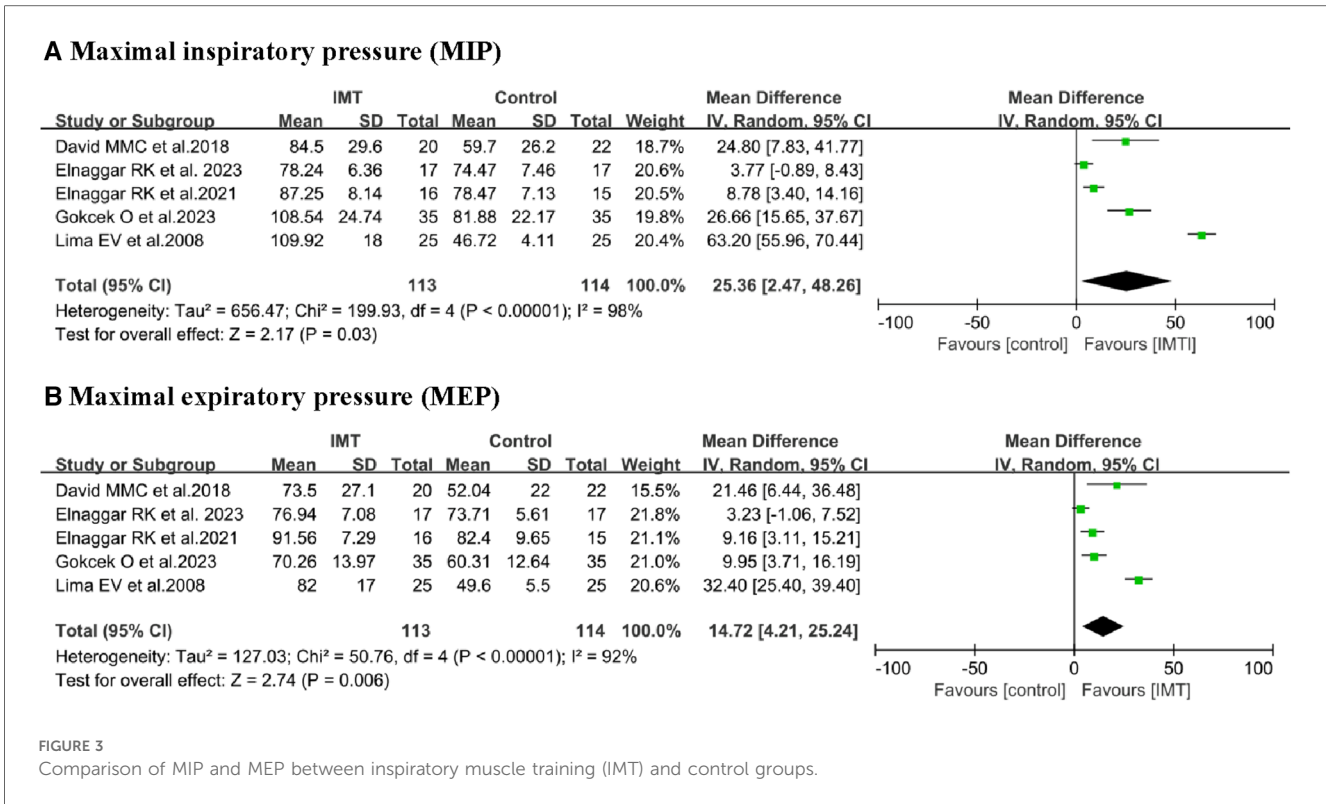 A Maximal inspiratory pressure (MIP)
IMT Control Mean Difference Mean Difference
Study or Subgroup Mean SD Total Mean SD Total Weight IV, Random, 95% CI IV, Random, 95% CI
David MMC et al.2018 84.5 29.6 20 59.7 26.2 22 18.7% 24.80 [7.83, 41.77]
Elnaggar RK et al. 2023 78.24 6.36 17 74.47 7.46 17 20.6% 3.77 [-0.89, 8.43]
Elnaggar RK et al.2021 87.25 8.14 16 78.47 7.13 15 20.5% 8.78 [3.40, 14.16]
Gokcek O et al.2023 108.54 24.74 35 81.88 22.17 35 19.8% 26.66 [15.65, 37.67]
Lima EV et al.2008 109.92 18 25 46.72 4.11 25 20.4% 63.20 [55.96, 70.44]
Total (95% CI) 113 114 100.0% 25.36 [2.47, 48.26]
Heterogeneity: Tau² = 656.47; Chi² = 199.93, df = 4 (P < 0.00001); I² = 98%
Test for overall effect: Z = 2.17 (P = 0.03)
-100 -50 0 50 100
Favours [control] Favours [IMTI]
B Maximal expiratory pressure (MEP)
IMT Control Mean Difference Mean Difference
Study or Subgroup Mean SD Total Mean SD Total Weight IV, Random, 95% CI IV, Random, 95% CI
David MMC et al.2018 73.5 27.1 20 52.04 22 22 15.5% 21.46 [6.44, 36.48]
Elnaggar RK et al. 2023 76.94 7.08 17 73.71 5.61 17 21.8% 3.23 [-1.06, 7.52]
Elnaggar RK et al.2021 91.56 7.29 16 82.4 9.65 15 21.1% 9.16 [3.11, 15.21]
Gokcek O et al.2023 70.26 13.97 35 60.31 12.64 35 21.0% 9.95 [3.71, 16.19]
Lima EV et al.2008 82 17 25 49.6 5.5 25 20.6% 32.40 [25.40, 39.40]
Total (95% CI) 113 114 100.0% 14.72 [4.21, 25.24]
Heterogeneity: Tau² = 127.03; Chi² = 50.76, df = 4 (P < 0.00001); I² = 92%
Test for overall effect: Z = 2.74 (P = 0.006)
-100 -50 0 50 100
Favours [control] Favours [IMT]
FIGURE 3
Comparison of MIP and MEP between inspiratory muscle training (IMT) and control groups.